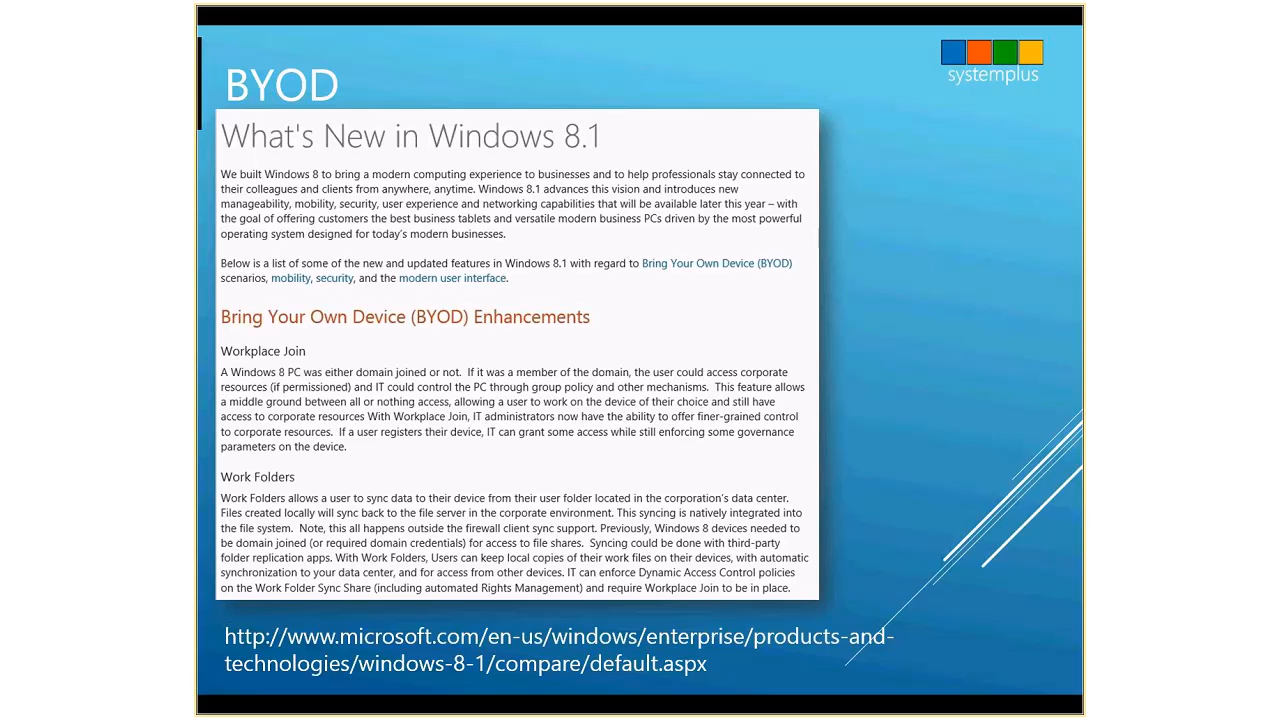 BYOD
systemplus
What's New in Windows 8.1
We built Windows 8 to bring a modern computing experience to businesses and to help professionals stay connected to
their colleagues and clients from anywhere, anytime. Windows 8.1 advances this vision and introduces new
manageability, mobility, security, user experience and networking capabilities that will be available later this year – with
the goal of offering customers the best business tablets and versatile modern business PCs driven by the most powerful
operating system designed for today's modern businesses.
Below is a list of some of the new and updated features in Windows 8.1 with regard to Bring Your Own Device (BYOD)
scenarios, mobility, security, and the modern user interface.
Bring Your Own Device (BYOD) Enhancements
Workplace Join
A Windows 8 PC was either domain joined or not.  If it was a member of the domain, the user could access corporate
resources (if permissioned) and IT could control the PC through group policy and other mechanisms.  This feature allows
a middle ground between all or nothing access, allowing a user to work on the device of their choice and still have
access to corporate resources With Workplace Join, IT administrators now have the ability to offer finer-grained control
to corporate resources.  If a user registers their device, IT can grant some access while still enforcing some governance
parameters on the device.
Work Folders
Work Folders allows a user to sync data to their device from their user folder located in the corporation's data center.
Files created locally will sync back to the file server in the corporate environment. This syncing is natively integrated into
the file system.  Note, this all happens outside the firewall client sync support. Previously, Windows 8 devices needed to
be domain joined (or required domain credentials) for access to file shares.  Syncing could be done with third-party
folder replication apps. With Work Folders, Users can keep local copies of their work files on their devices, with automatic
synchronization to your data center, and for access from other devices. IT can enforce Dynamic Access Control policies
on the Work Folder Sync Share (including automated Rights Management) and require Workplace Join to be in place.
http://www.microsoft.com/en-us/windows/enterprise/products-and-
technologies/windows-8-1/compare/default.aspx